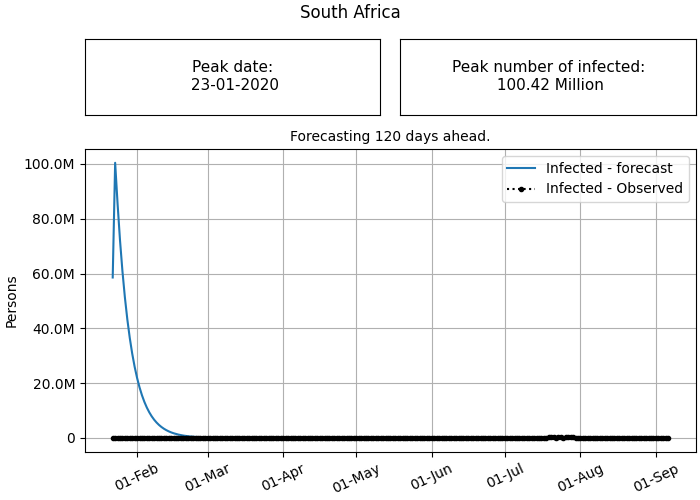 South Africa
Peak date:
23-01-2020
Peak number of infected:
100.42 Million
Forecasting 120 days ahead.
100.0M
80.0M
60.0M
40.0M
20.0M
0
Persons
Infected - forecast
Infected - Observed
01-Feb
01-Mar
01-Apr
01-May
01-Jun
01-Jul
01-Aug
01-Sep